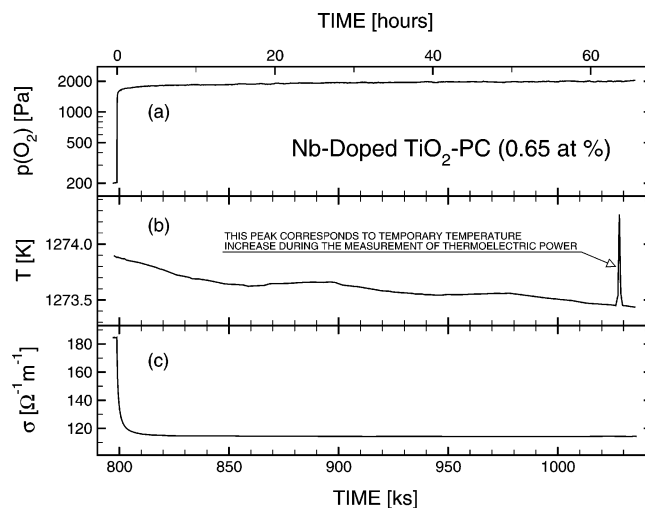 TIME [hours]
0 20 40 60
p(O2) [Pa]
2000
1000
500
200
(a)
Nb-Doped TiO2-PC (0.65 at %)
T [K]
1274.0
1273.5
(b)
THIS PEAK CORRESPONDS TO TEMPORARY TEMPERATURE
INCREASE DURING THE MEASUREMENT OF THERMOELECTRIC POWER
σ [Ω-1m-1]
180
160
140
120
(c)
800 850 900 950 1000
TIME [ks]